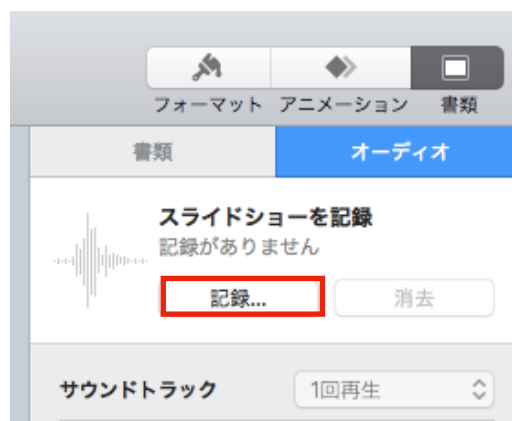 フォーマット アニメーション 書類
書類 オーディオ
スライドショーを記録
記録がありません
記録... 消去
サウンドトラック 1回再生